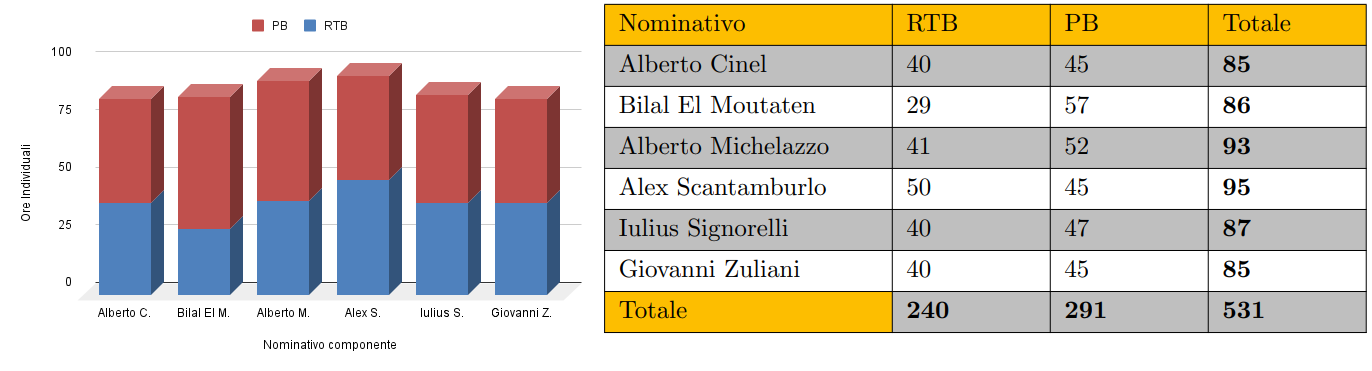 PB RTB
100
75
50
25
0
Ore Individuali
Alberto C. Bilal El M. Alberto M. Alex S. Iulius S. Giovanni Z.
Nominativo componente
Nominativo RTB PB Totale
Alberto Cinel 40 45 85
Bilal El Moutaten 29 57 86
Alberto Michelazzo 41 52 93
Alex Scantamburlo 50 45 95
Iulius Signorelli 40 47 87
Giovanni Zuliani 40 45 85
Totale 240 291 531